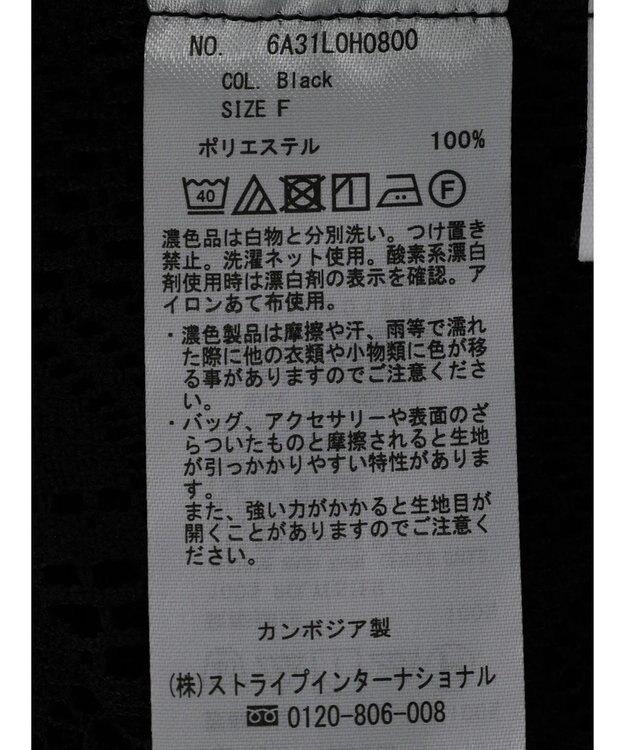 NO. 6A31L0H0800
COL. Black
SIZE F
ポリエステル 100%
40 F
濃色品は白物と分別洗い。つけ置き
禁止。洗濯ネット使用。酸素系漂白
剤使用時は漂白剤の表示を確認。ア
イロンあて布使用。
・濃色製品は摩擦や汗、雨等で濡れ
た際に他の衣類や小物類に色が移
る事がありますのでご注意くださ
い。
・バッグ、アクセサリーや表面のざ
らついたものと摩擦されると生地
が引っかかりやすい特性がありま
す。
また、強い力がかかると生地目が
開くことがありますのでご注意く
ださい。
カンボジア製
(株)ストライプインターナショナル
0120-806-008